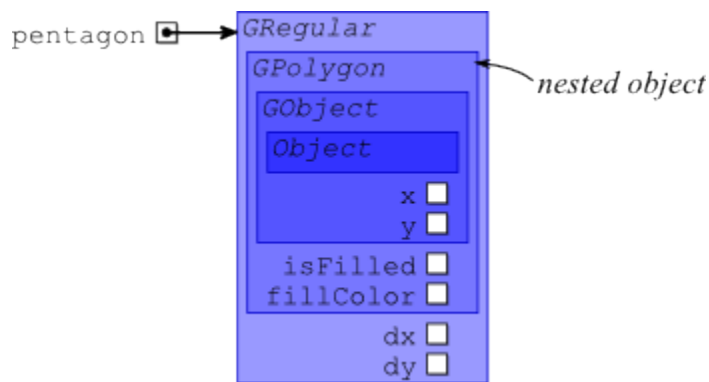 pentagon
GRegular
GPolygon
nested object
GObject
Object
x
y
isFilled
fillColor
dx
dy